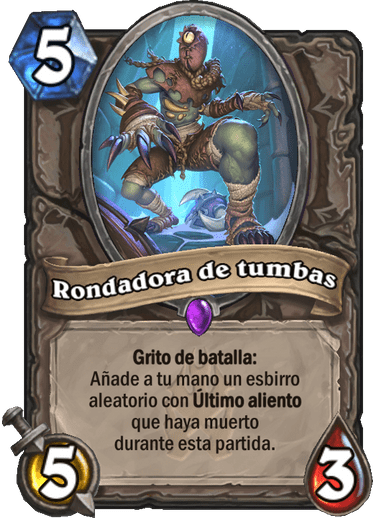 5
Rondadora de tumbas
Grito de batalla:
Añade a tu mano un esbirro
aleatorio con Último aliento
que haya muerto
durante esta partida.
5
3